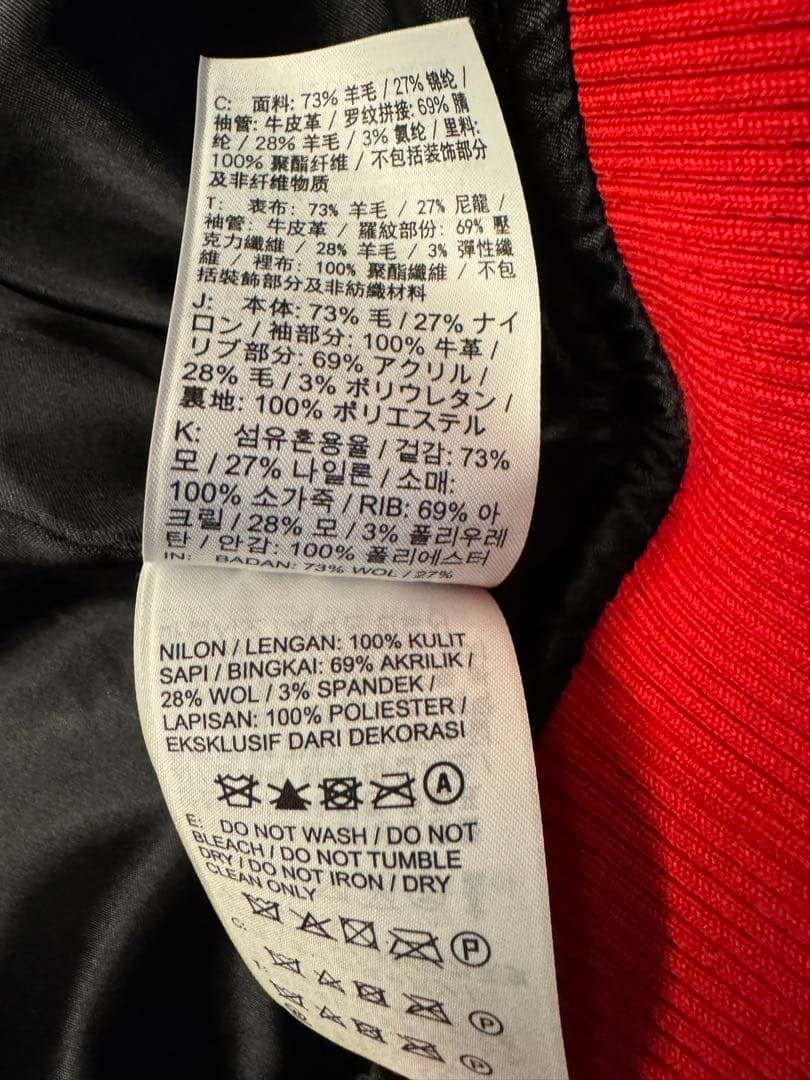 C: 面料: 73% 羊毛 / 27% 锦纶 /
袖管: 牛皮革 / 罗纹拼接: 69% 腈
纶 / 28% 羊毛 / 3% 氨纶 / 里料:
100% 聚酯纤维 / 不包括装饰部分
及非纤维物质
T: 表布: 73% 羊毛 / 27% 尼龍 /
袖管: 牛皮革 / 羅紋部份: 69% 壓
克力纖維 / 28% 羊毛 / 3% 彈性纖
維 / 裡布: 100% 聚酯纖維 / 不包
括裝飾部分及非紡織材料
J: 本体: 73% 毛 / 27% ナイ
ロン / 袖部分: 100% 牛革 /
リブ部分: 69% アクリル /
28% 毛 / 3% ポリウレタン /
裏地: 100% ポリエステル
K: 섬유혼용율 / 겉감: 73%
모 / 27% 나일론 / 소매:
100% 소가죽 / RIB: 69% 아
크릴 / 28% 모 / 3% 폴리우레
탄 / 안감: 100% 폴리에스터
IN: BADAN: 73% WOL / 27%
NILON / LENGAN: 100% KULIT
SAPI / BINGKAI: 69% AKRILIK /
28% WOL / 3% SPANDEK /
LAPISAN: 100% POLIESTER /
EKSKLUSIF DARI DEKORASI
A
E: DO NOT WASH / DO NOT
BLEACH / DO NOT TUMBLE
DRY / DO NOT IRON / DRY
CLEAN ONLY
P
P
P